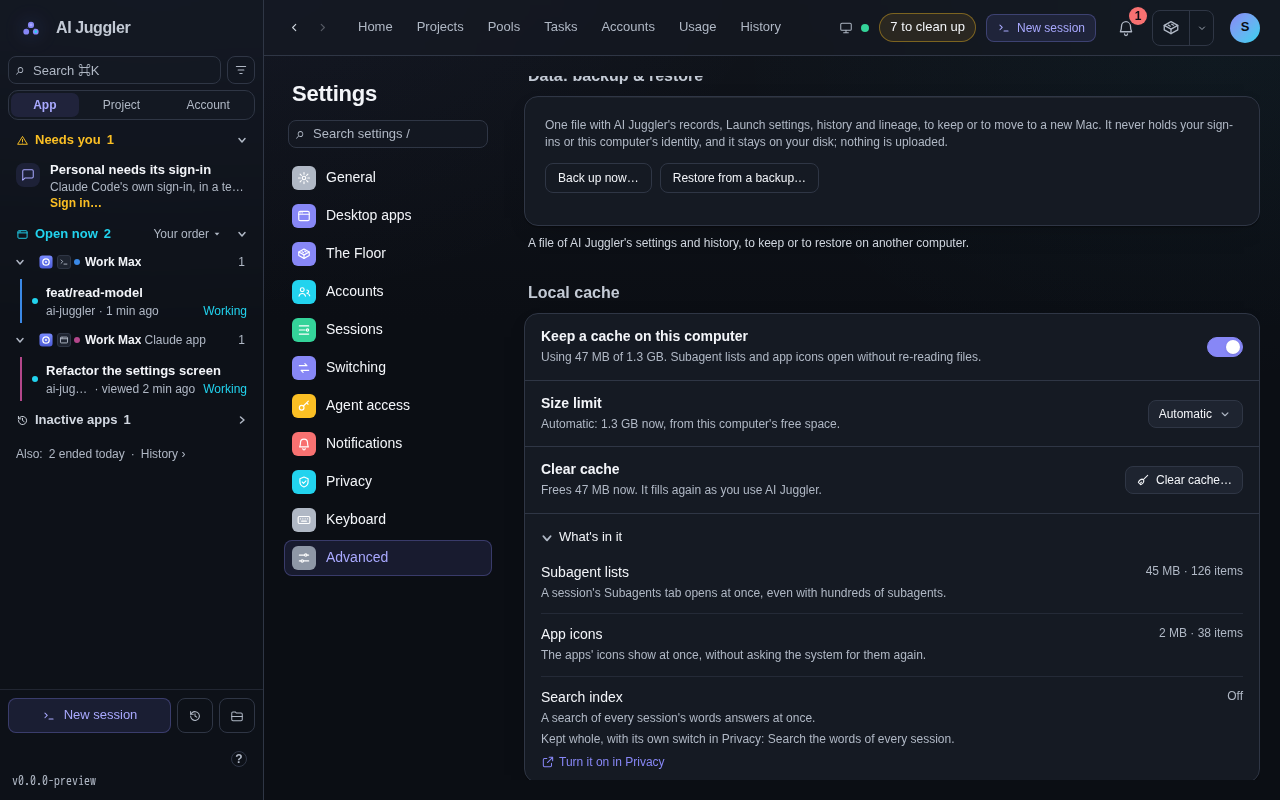 AI Juggler
Search ⌘K
App
Project
Account
Needs you 1
Personal needs its sign-in
Claude Code's own sign-in, in a te…
Sign in…
Open now 2
Your order
Work Max
1
feat/read-model
ai-juggler · 1 min ago
Working
Work Max Claude app
1
Refactor the settings screen
ai-jug… · viewed 2 min ago
Working
Inactive apps 1
Also: 2 ended today · History ›
New session
?
v0.0.0-preview
Home
Projects
Pools
Tasks
Accounts
Usage
History
7 to clean up
New session
1
S
Settings
Search settings /
General
Desktop apps
The Floor
Accounts
Sessions
Switching
Agent access
Notifications
Privacy
Keyboard
Advanced
Data: backup & restore
One file with AI Juggler's records, Launch settings, history and lineage, to keep or to move to a new Mac. It never holds your sign-
ins or this computer's identity, and it stays on your disk; nothing is uploaded.
Back up now…
Restore from a backup…
A file of AI Juggler's settings and history, to keep or to restore on another computer.
Local cache
Keep a cache on this computer
Using 47 MB of 1.3 GB. Subagent lists and app icons open without re-reading files.
Size limit
Automatic: 1.3 GB now, from this computer's free space.
Automatic
Clear cache
Frees 47 MB now. It fills again as you use AI Juggler.
Clear cache…
What's in it
Subagent lists
45 MB · 126 items
A session's Subagents tab opens at once, even with hundreds of subagents.
App icons
2 MB · 38 items
The apps' icons show at once, without asking the system for them again.
Search index
Off
A search of every session's words answers at once.
Kept whole, with its own switch in Privacy: Search the words of every session.
Turn it on in Privacy